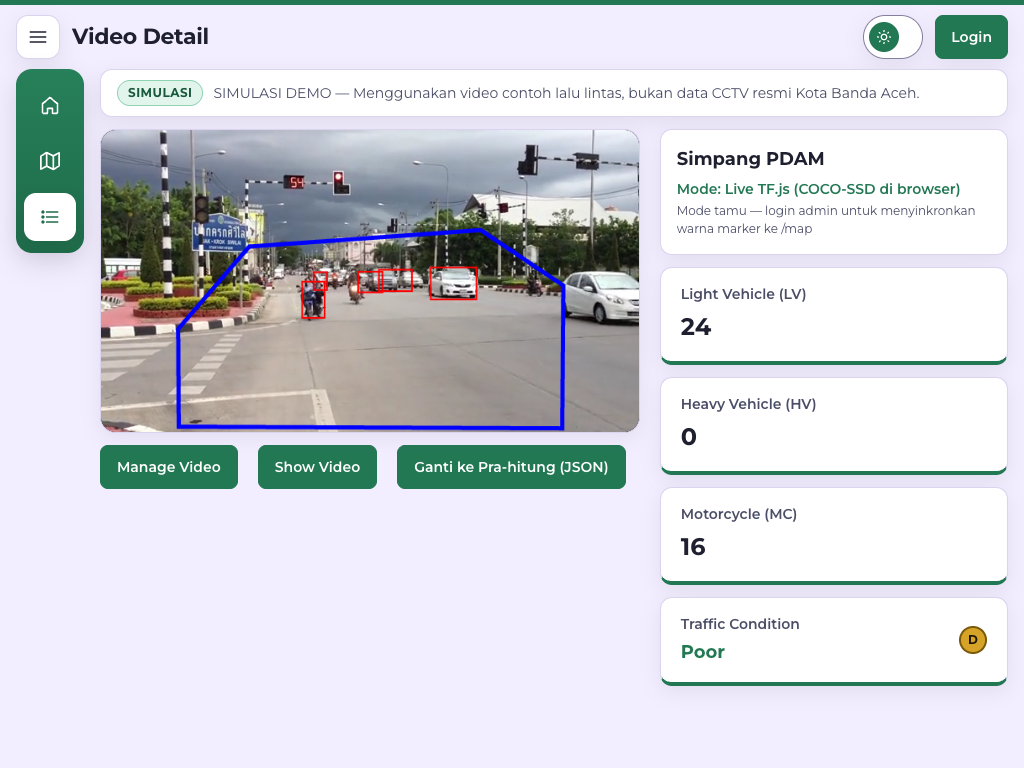 Video Detail
Login
SIMULASI
SIMULASI DEMO — Menggunakan video contoh lalu lintas, bukan data CCTV resmi Kota Banda Aceh.
54
Simpang PDAM
Mode: Live TF.js (COCO-SSD di browser)
Mode tamu — login admin untuk menyinkronkan
warna marker ke /map
Light Vehicle (LV)
24
Heavy Vehicle (HV)
0
Motorcycle (MC)
16
Traffic Condition
Poor
D
Manage Video
Show Video
Ganti ke Pra-hitung (JSON)